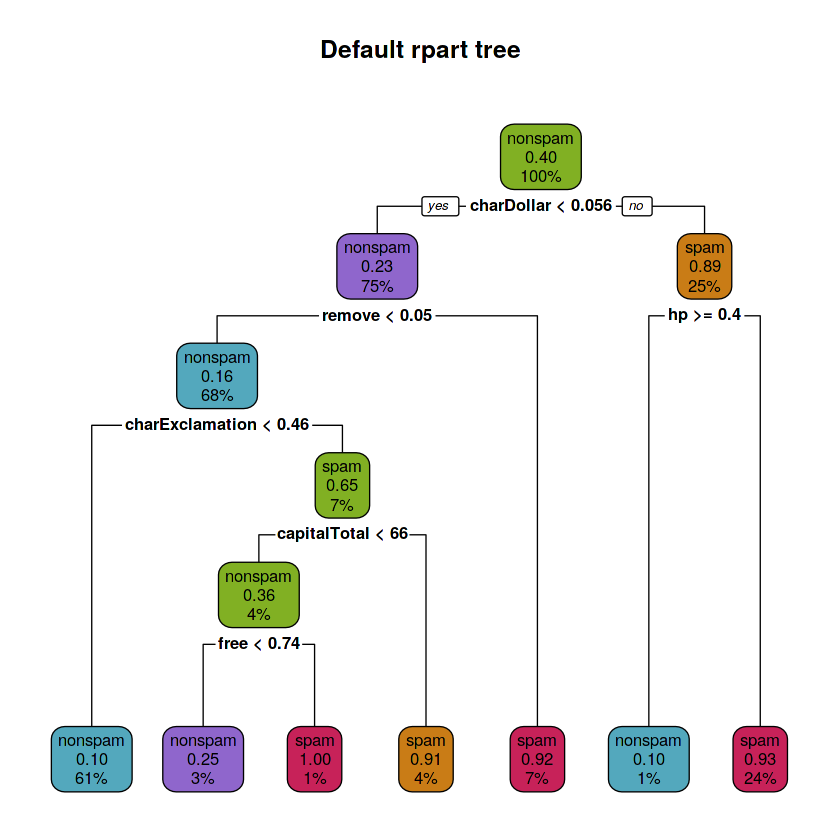 Default rpart tree
nonspam
0.40
100%
yes charDollar < 0.056 no
nonspam
0.23
75%
spam
0.89
25%
remove < 0.05
hp >= 0.4
nonspam
0.16
68%
charExclamation < 0.46
spam
0.65
7%
capitalTotal < 66
nonspam
0.36
4%
free < 0.74
nonspam
0.10
61%
nonspam
0.25
3%
spam
1.00
1%
spam
0.91
4%
spam
0.92
7%
nonspam
0.10
1%
spam
0.93
24%